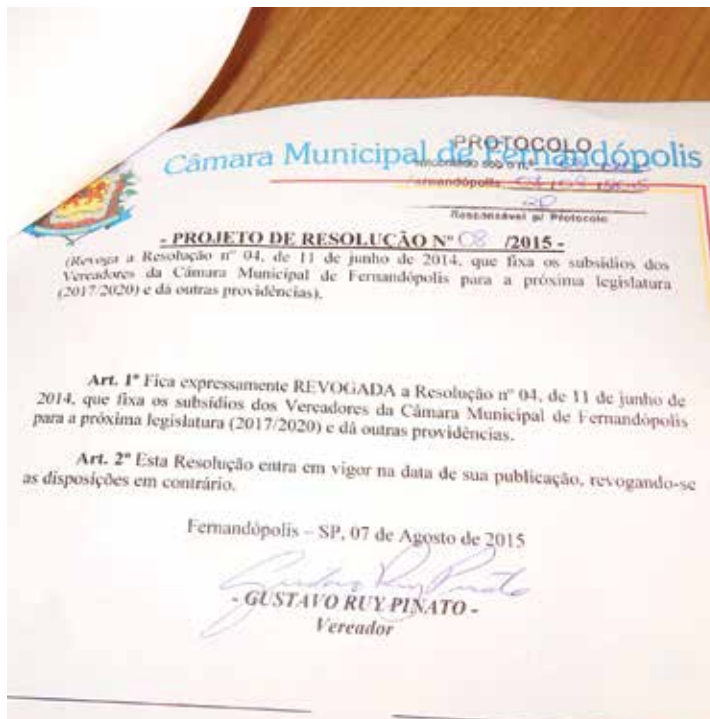 PROTOCOLO
Câmara Municipal de Fernandópolis
Fernandópolis
Responsável p/ Protocolo
- PROJETO DE RESOLUÇÃO Nº 08 /2015 -
(Revoga a Resolução nº 04, de 11 de junho de 2014, que fixa os subsídios dos
Vereadores da Câmara Municipal de Fernandópolis para a próxima legislatura
(2017/2020) e dá outras providências).
Art. 1º Fica expressamente REVOGADA a Resolução nº 04, de 11 de junho de
2014, que fixa os subsídios dos Vereadores da Câmara Municipal de Fernandópolis
para a próxima legislatura (2017/2020) e dá outras providências.
Art. 2º Esta Resolução entra em vigor na data de sua publicação, revogando-se
as disposições em contrário.
Fernandópolis – SP, 07 de Agosto de 2015
Gustavo Ruy Pinato
- GUSTAVO RUY PINATO -
Vereador